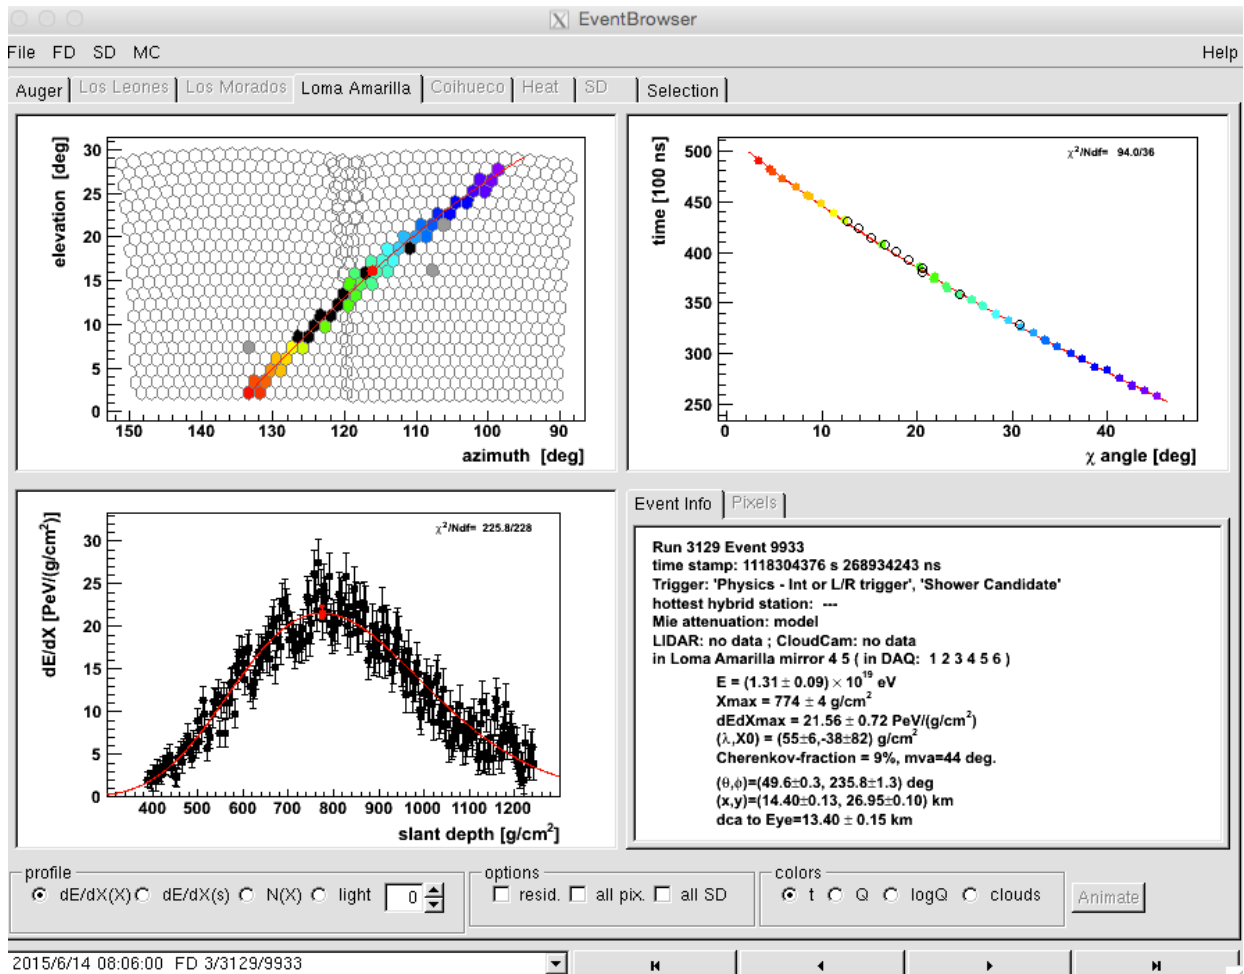 EventBrowser
File FD SD MC Help
Auger Los Leones Los Morados Loma Amarilla Coihueco Heat SD Selection
elevation [deg]
30
25
20
15
10
5
0
150 140 130 120 110 100 90
azimuth [deg]
time [100 ns]
χ²/Ndf= 94.0/36
500
450
400
350
300
250
0 10 20 30 40
χ angle [deg]
dE/dX [PeV/(g/cm²)]
χ²/Ndf= 225.8/228
30
25
20
15
10
5
0
400 500 600 700 800 900 1000 1100 1200
slant depth [g/cm²]
Event Info Pixels
Run 3129 Event 9933
time stamp: 1118304376 s 268934243 ns
Trigger: 'Physics - Int or L/R trigger', 'Shower Candidate'
hottest hybrid station: ---
Mie attenuation: model
LIDAR: no data ; CloudCam: no data
in Loma Amarilla mirror 4 5 ( in DAQ: 1 2 3 4 5 6 )
E = (1.31 ± 0.09) × 10¹⁹ eV
Xmax = 774 ± 4 g/cm²
dEdXmax = 21.56 ± 0.72 PeV/(g/cm²)
(λ,X0) = (55±6,-38±82) g/cm²
Cherenkov-fraction = 9%, mva=44 deg.
(θ,φ)=(49.6±0.3, 235.8±1.3) deg
(x,y)=(14.40±0.13, 26.95±0.10) km
dca to Eye=13.40 ± 0.15 km
profile
dE/dX(X) dE/dX(s) N(X) light 0
options
resid. all pix. all SD
colors
t Q logQ clouds
Animate
2015/6/14 08:06:00 FD 3/3129/9933